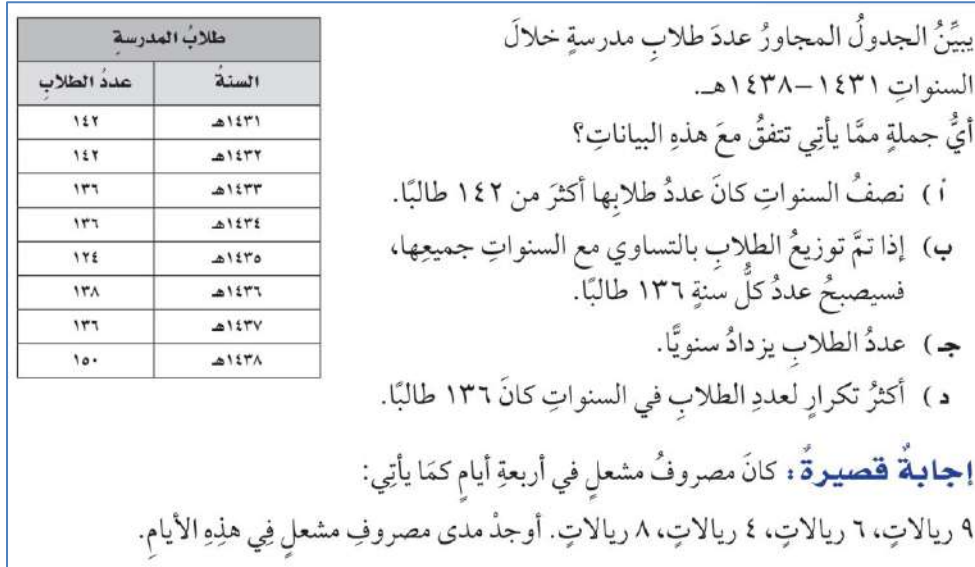 يبيِّنُ الجدولُ المجاورُ عددَ طلابِ مدرسةٍ خلالَ
السنواتِ ١٤٣١ –١٤٣٨هـ.
أيُّ جملةٍ ممَّا يأتِي تتفقُ معَ هذهِ البياناتِ؟
أ ) نصفُ السنواتِ كانَ عددُ طلابِها أكثرَ من ١٤٢ طالبًا.
ب) إذا تمَّ توزيعُ الطلابِ بالتساوي مع السنواتِ جميعِها،
فسيصبحُ عددُ كلُّ سنةٍ ١٣٦ طالبًا.
جـ) عددُ الطلابِ يزدادُ سنويًّا.
د ) أكثرُ تكرارٍ لعددِ الطلابِ في السنواتِ كانَ ١٣٦ طالبًا.
طلابُ المدرسةِ
السنةُ عددُ الطلابِ
١٤٣١هـ ١٤٢
١٤٣٢هـ ١٤٢
١٤٣٣هـ ١٣٦
١٤٣٤هـ ١٣٦
١٤٣٥هـ ١٢٤
١٤٣٦هـ ١٣٨
١٤٣٧هـ ١٣٦
١٤٣٨هـ ١٥٠
إجابةٌ قصيرةٌ: كانَ مصروفُ مشعلٍ في أربعةِ أيامٍ كمَا يأتِي:
٩ ريالاتٍ، ٦ ريالاتٍ، ٤ ريالاتٍ، ٨ ريالاتٍ. أوجدْ مدى مصروفِ مشعلٍ فِي هذِهِ الأيامِ.